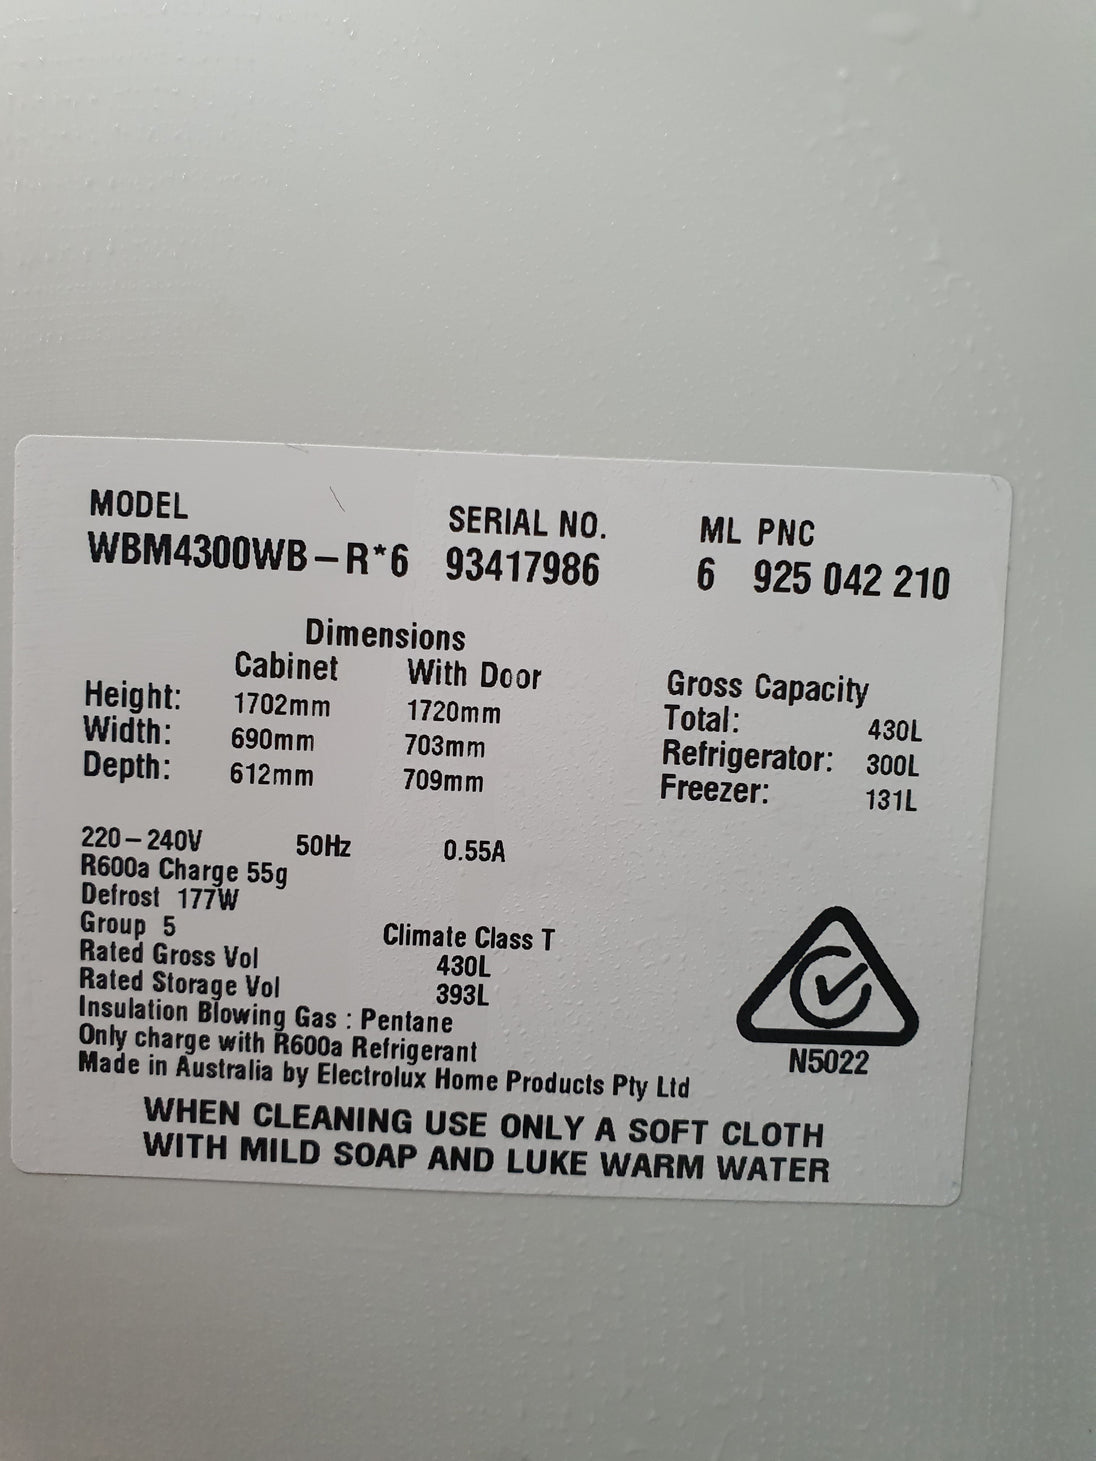 MODEL SERIAL NO. ML PNC
WBM4300WB-R*6 93417986 6 925 042 210
Dimensions
Cabinet With Door Gross Capacity
Height: 1702mm 1720mm Total: 430L
Width: 690mm 703mm Refrigerator: 300L
Depth: 612mm 709mm Freezer: 131L
220-240V 50Hz 0.55A
R600a Charge 55g
Defrost 177W
Group 5 Climate Class T
Rated Gross Vol 430L
Rated Storage Vol 393L
Insulation Blowing Gas : Pentane
Only charge with R600a Refrigerant
Made in Australia by Electrolux Home Products Pty Ltd
N5022
WHEN CLEANING USE ONLY A SOFT CLOTH
WITH MILD SOAP AND LUKE WARM WATER